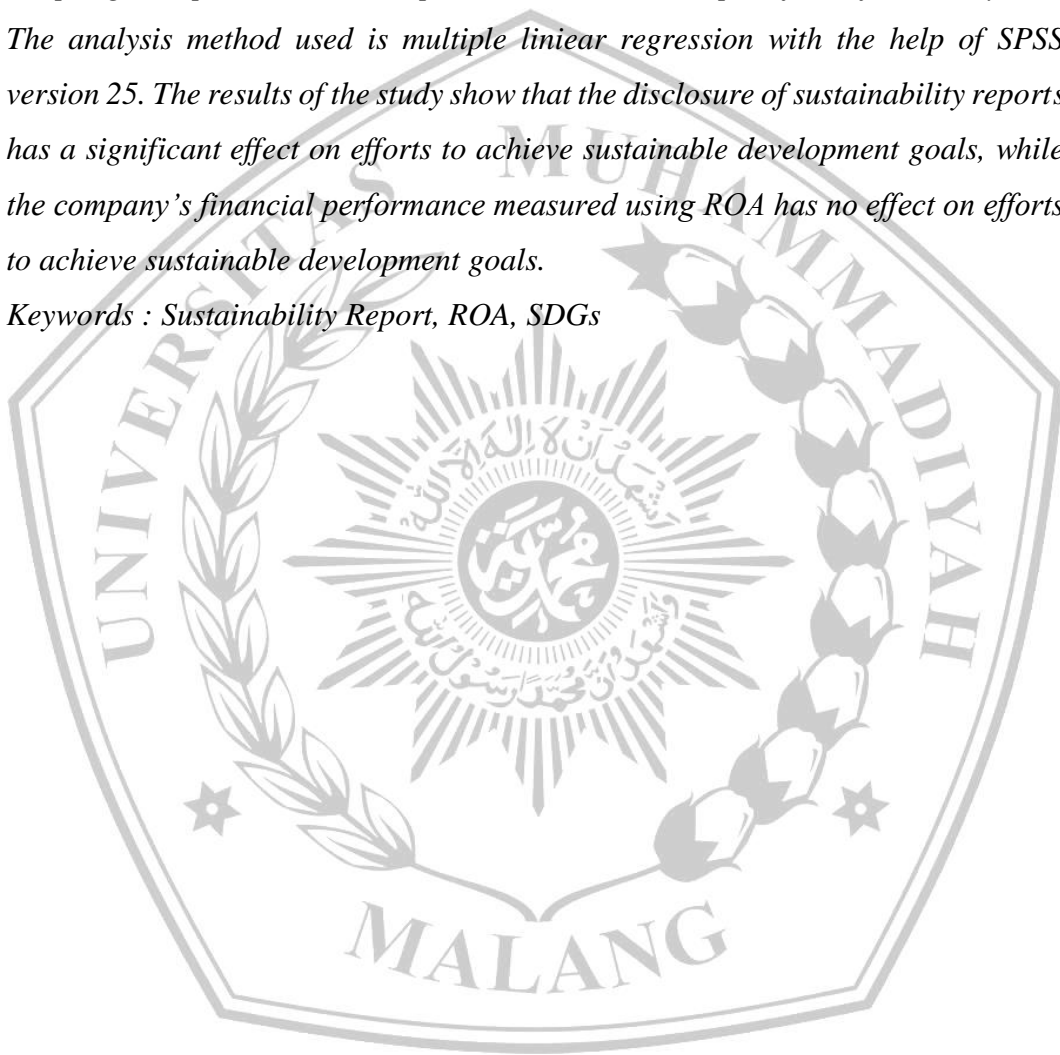 The analysis method used is multiple liniear regression with the help of SPSS
version 25. The results of the study show that the disclosure of sustainability reports
has a significant effect on efforts to achieve sustainable development goals, while
the company’s financial performance measured using ROA has no effect on efforts
to achieve sustainable development goals.
Keywords : Sustainability Report, ROA, SDGs
UNIVERSITAS MUHAMMADIYAH
MALANG